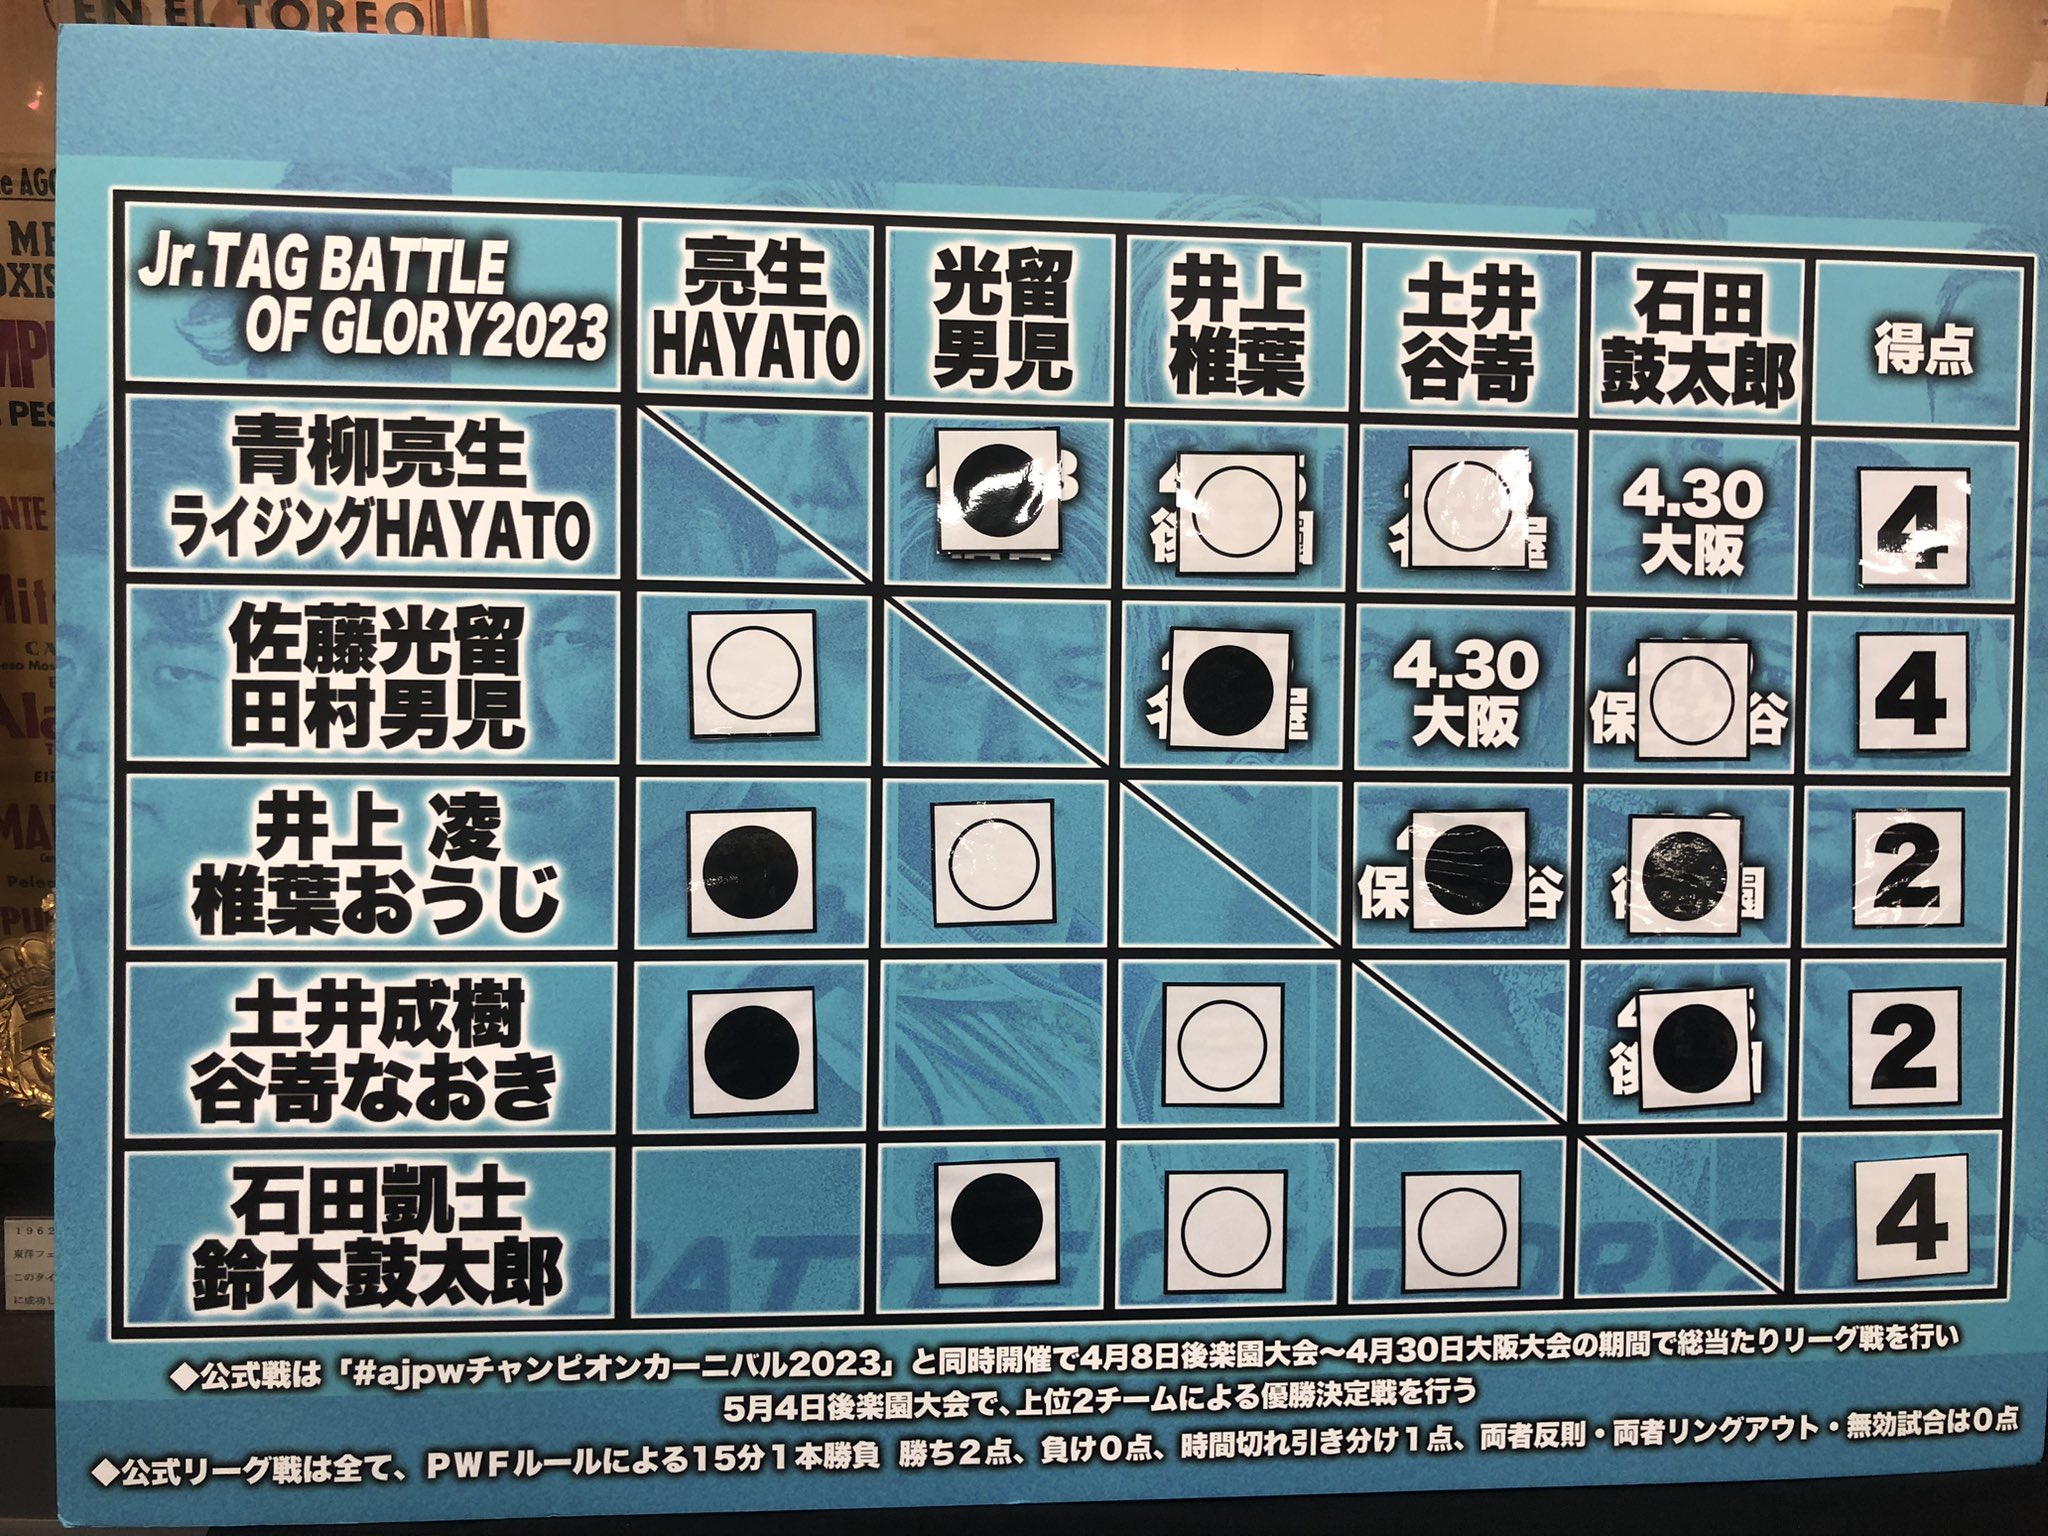 EN EL TOREO
Jr.TAG BATTLE
OF GLORY2023
亮生
HAYATO
光留
男児
井上
椎葉
土井
谷嵜
石田
鼓太郎
得点
青柳亮生
ライジングHAYATO
4.30
大阪
4
佐藤光留
田村男児
4.30
大阪
保 谷
4
井上 凌
椎葉おうじ
保 谷
2
土井成樹
谷嵜なおき
2
石田凱士
鈴木鼓太郎
4
◆公式戦は「#ajpwチャンピオンカーニバル2023」と同時開催で4月8日後楽園大会〜4月30日大阪大会の期間で総当たりリーグ戦を行い
5月4日後楽園大会で、上位2チームによる優勝決定戦を行う
◆公式リーグ戦は全て、PWFルールによる15分1本勝負 勝ち2点、負け0点、時間切れ引き分け1点、両者反則・両者リングアウト・無効試合は0点